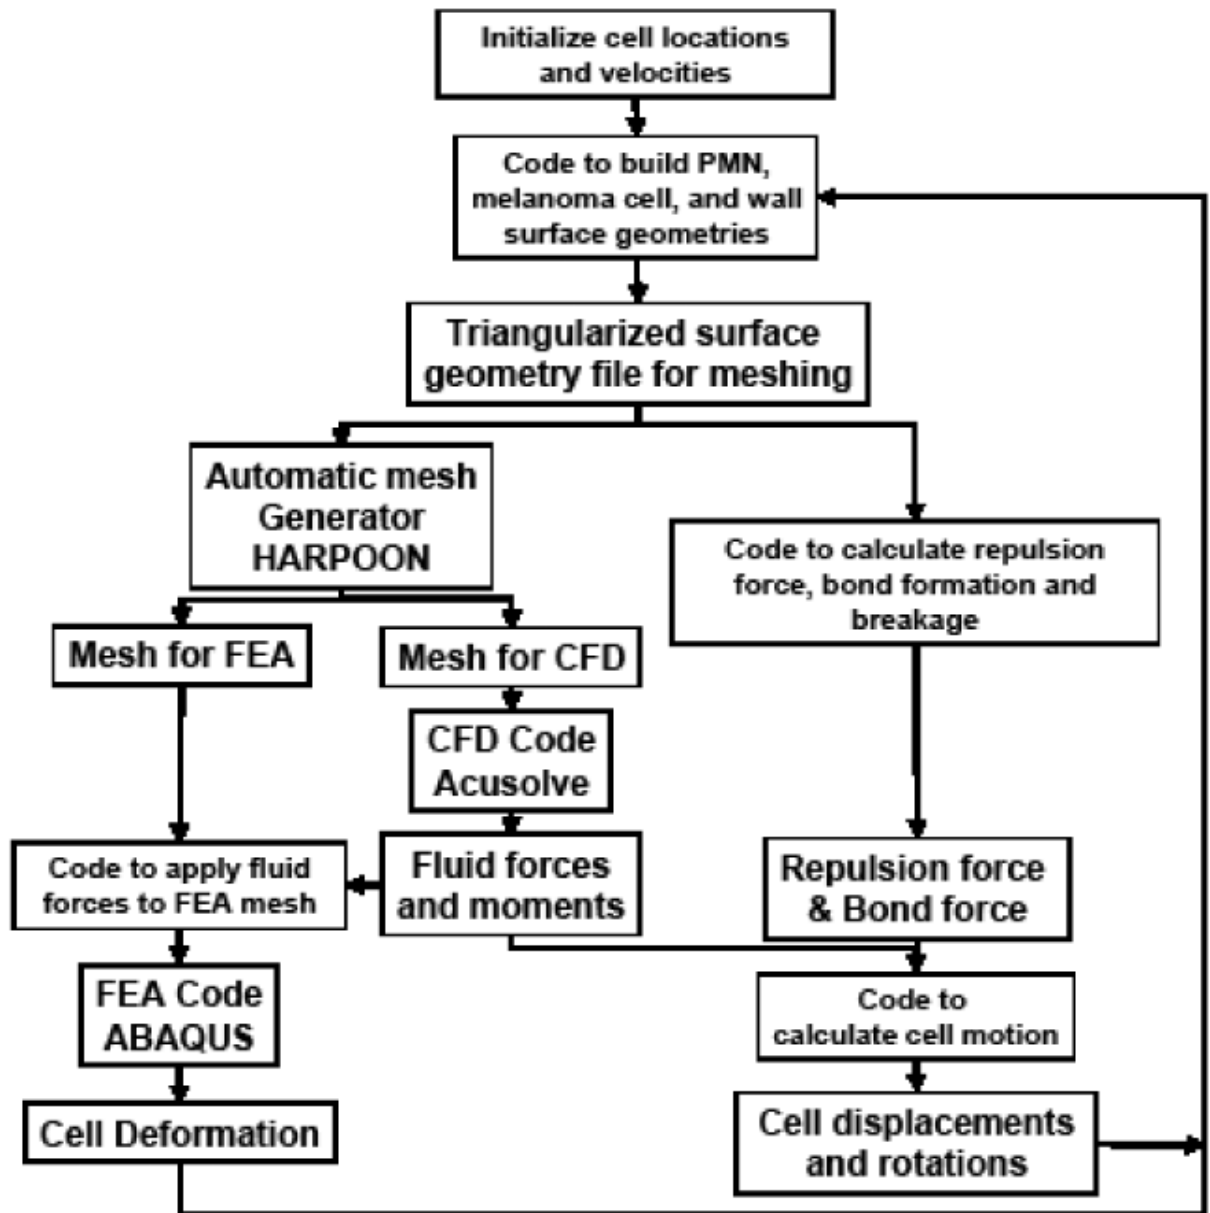 Initialize cell locations
and velocities
Code to build PMN,
melanoma cell, and wall
surface geometries
Triangularized surface
geometry file for meshing
Automatic mesh
Generator
HARPOON
Code to calculate repulsion
force, bond formation and
breakage
Mesh for FEA
Mesh for CFD
CFD Code
Acusolve
Code to apply fluid
forces to FEA mesh
Fluid forces
and moments
Repulsion force
& Bond force
FEA Code
ABAQUS
Code to
calculate cell motion
Cell Deformation
Cell displacements
and rotations